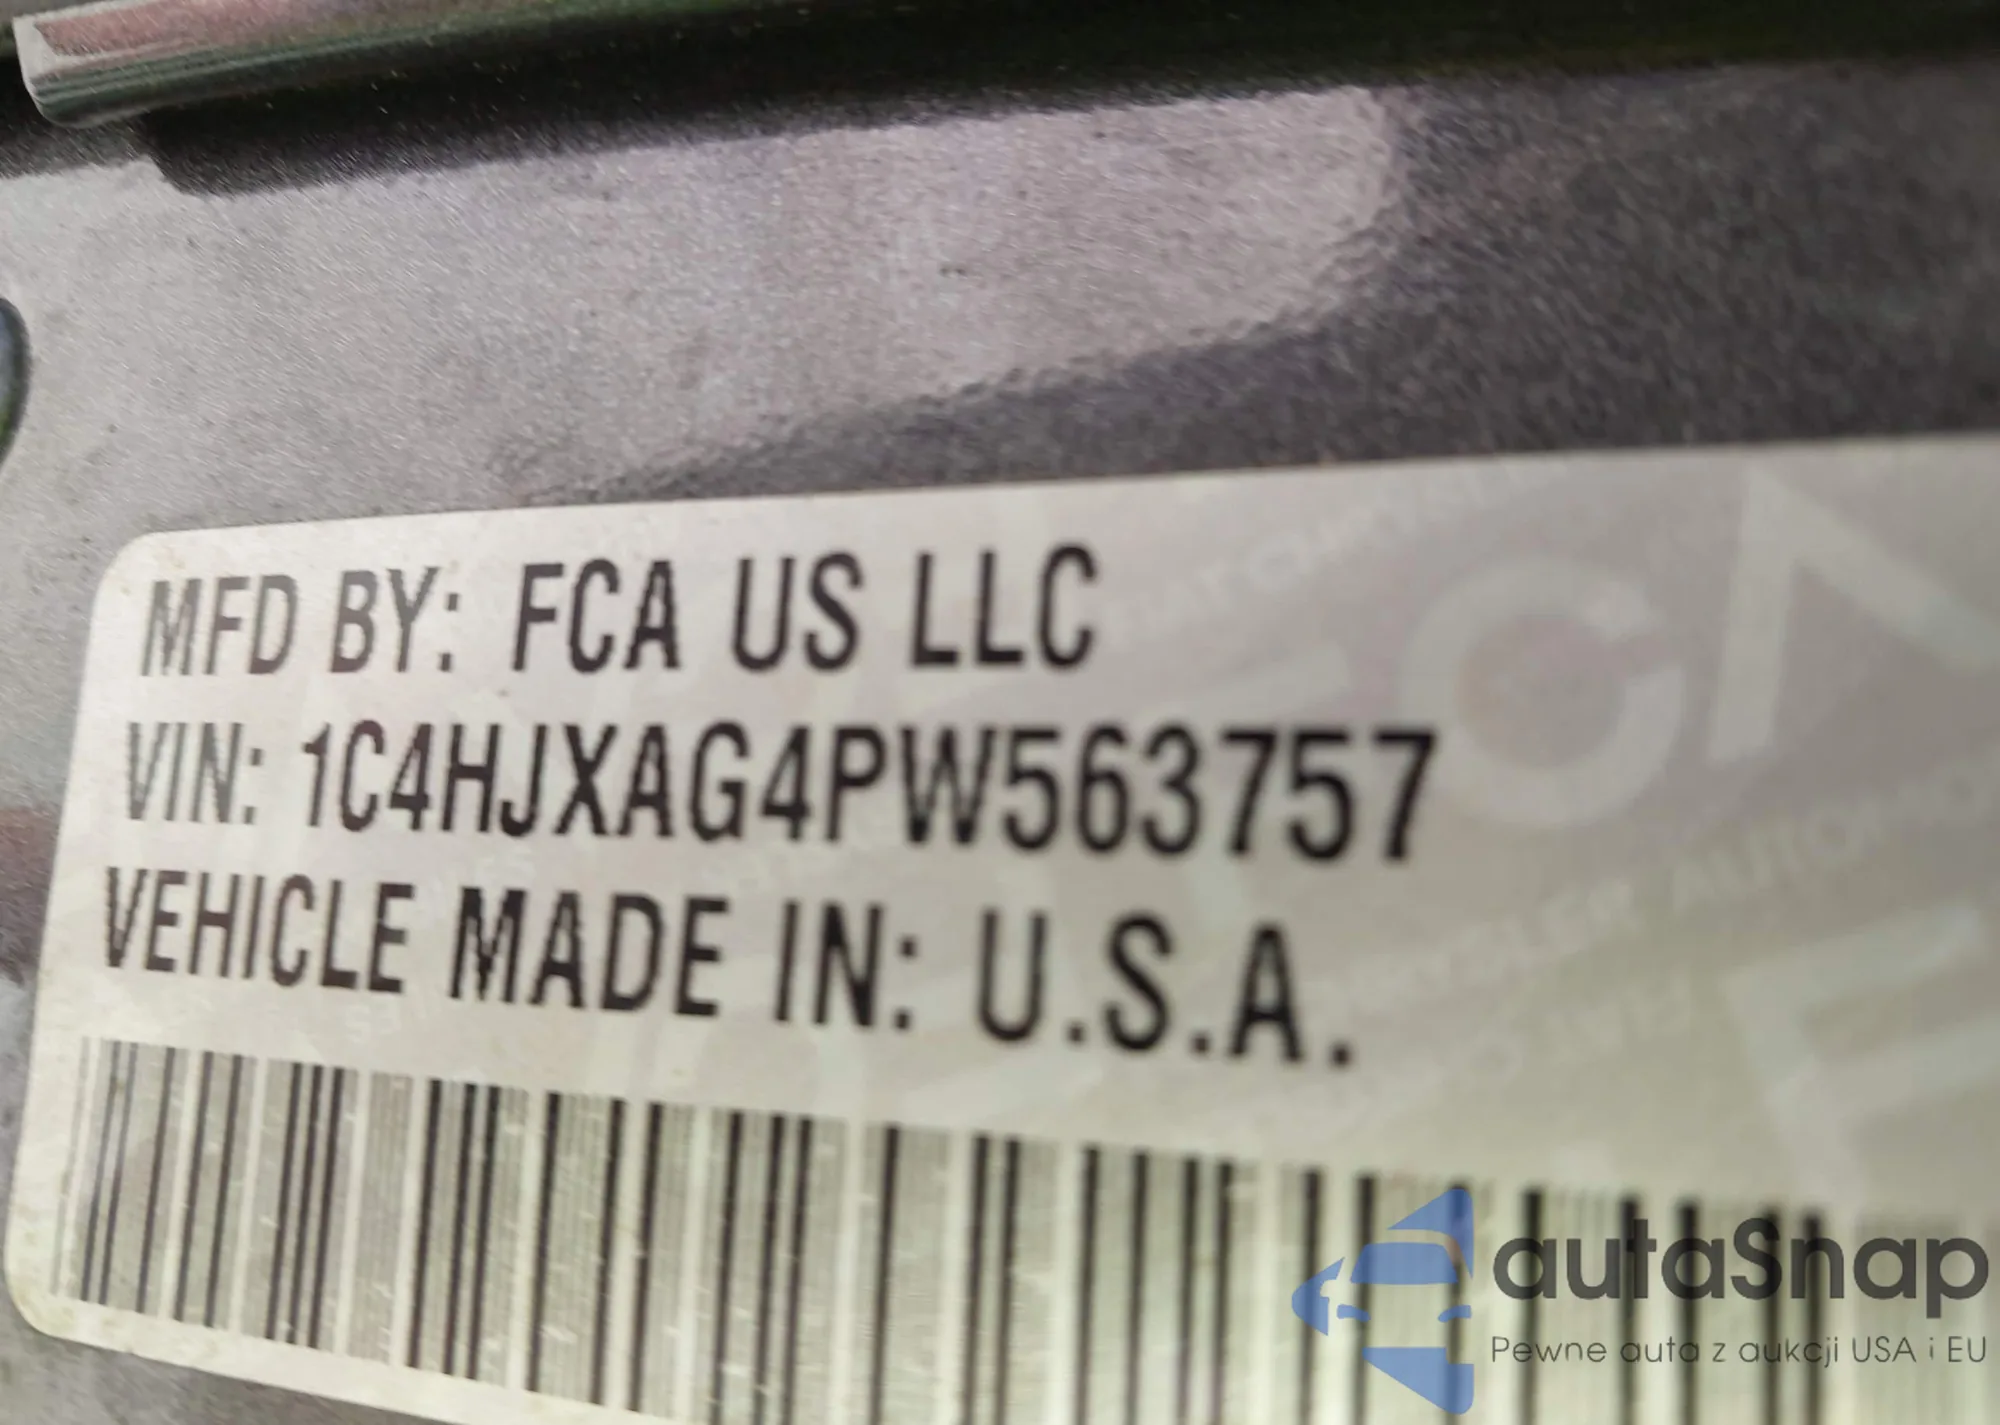 MFD BY: FCA US LLC
VIN: 1C4HJXAG4PW563757
VEHICLE MADE IN: U.S.A.
autaSnap
Pewne auta z aukcji USA i EU